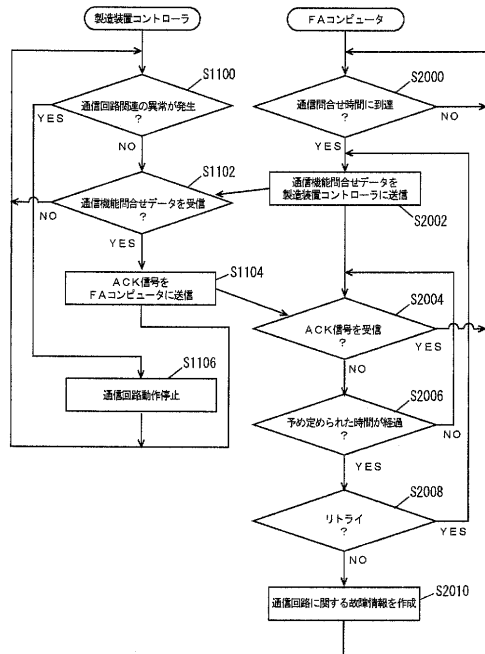 製造装置コントローラ
S1100
通信回路関連の異常が発生
?
YES
NO
S1102
通信機能問合せデータを受信
?
NO
YES
S1104
ACK信号を
FAコンピュータに送信
S1106
通信回路動作停止
FAコンピュータ
S2000
通信問合せ時間に到達
?
NO
YES
通信機能問合せデータを
製造装置コントローラに送信
S2002
S2004
ACK信号を受信
?
YES
NO
S2006
予め定められた時間が経過
?
NO
YES
S2008
リトライ
?
YES
NO
S2010
通信回路に関する故障情報を作成